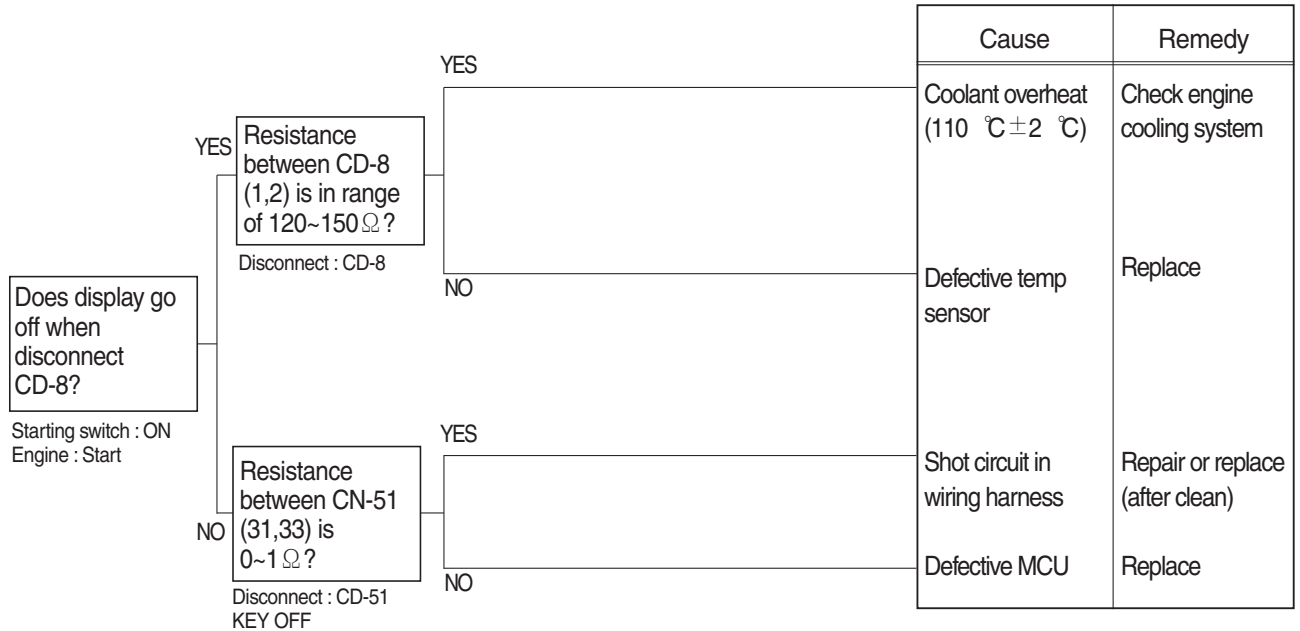 Cause
Remedy
YES
Coolant overheat
(110 ℃±2 ℃)
Check engine
cooling system
YES
Resistance
between CD-8
(1,2) is in range
of 120~150Ω?
Disconnect : CD-8
NO
Defective temp
sensor
Replace
Does display go
off when
disconnect
CD-8?
Starting switch : ON
Engine : Start
YES
Shot circuit in
wiring harness
Repair or replace
(after clean)
NO
Resistance
between CN-51
(31,33) is
0~1Ω?
Disconnect : CD-51
KEY OFF
NO
Defective MCU
Replace